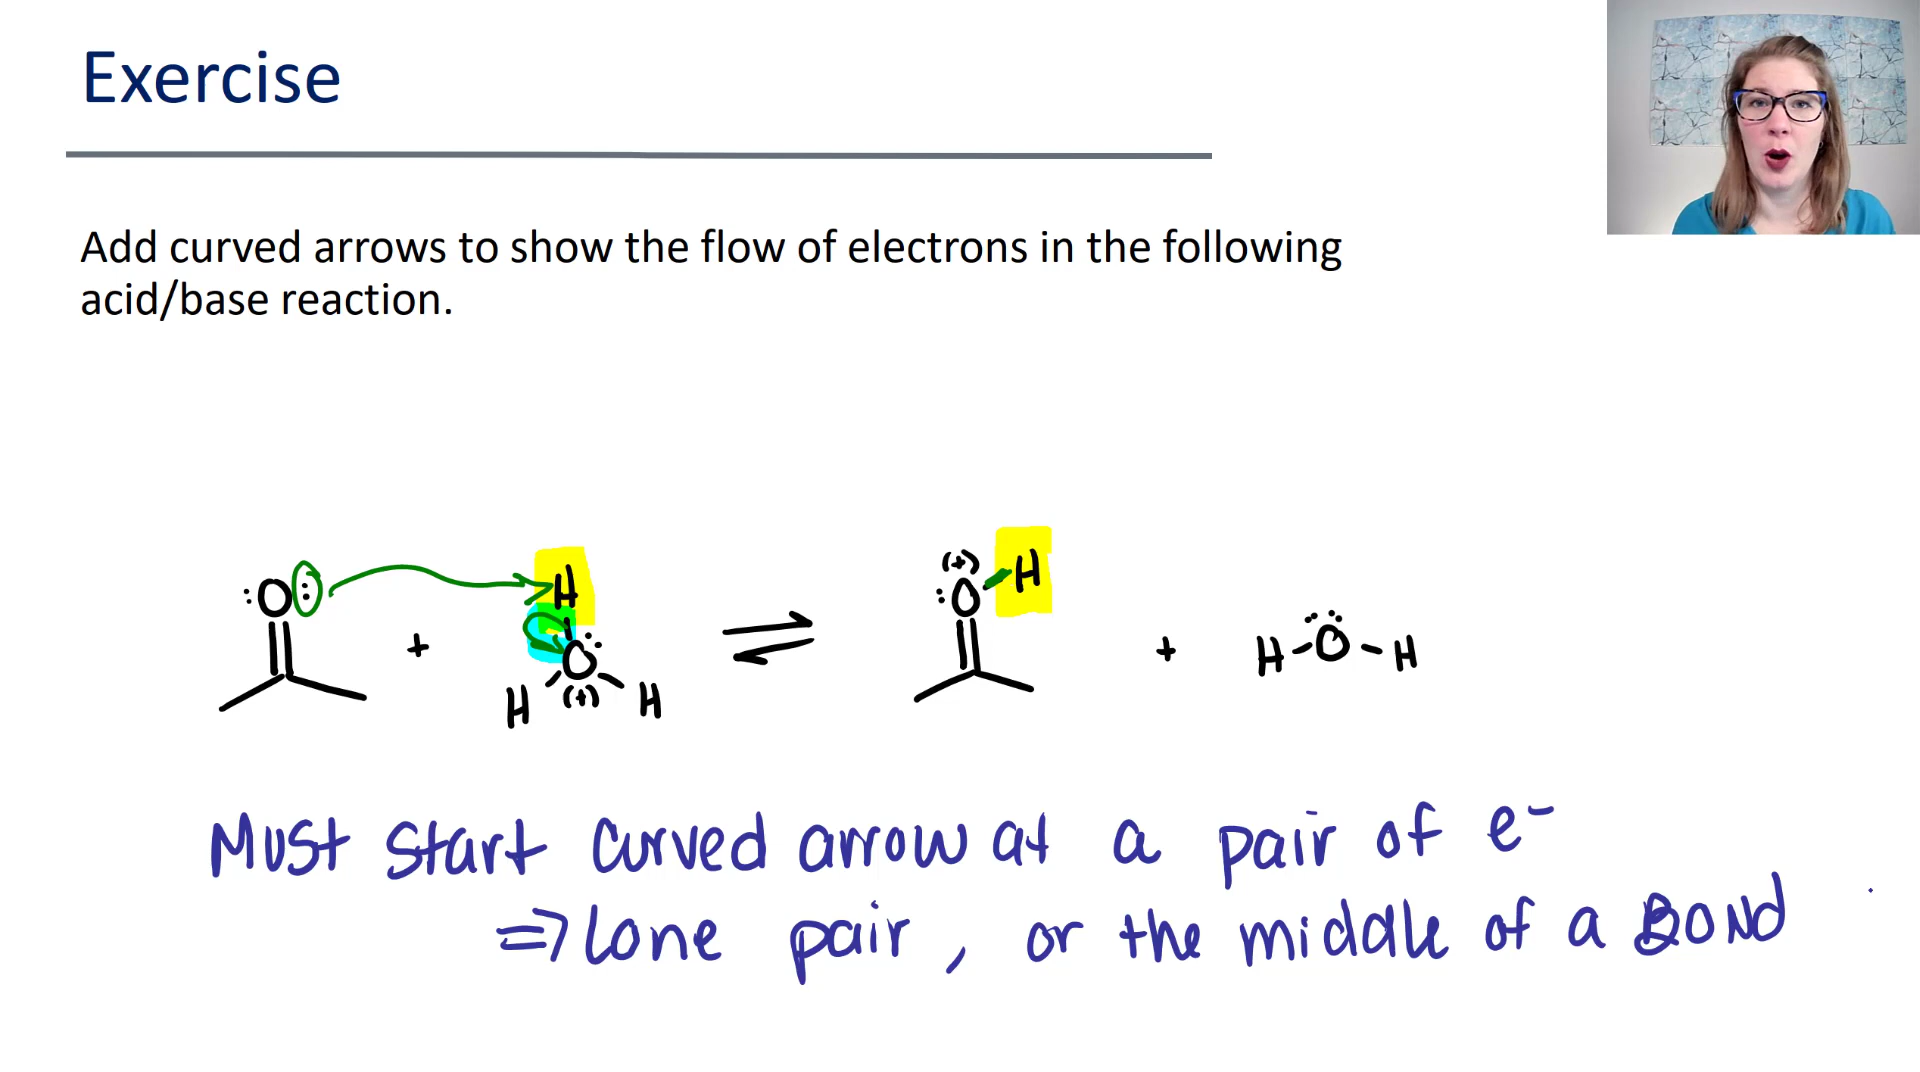 Exercise
Add curved arrows to show the flow of electrons in the following
acid/base reaction.
:O: + H :O (+) H H ⇌ (+) :O-H + H-Ö-H
Must start curved arrow at a pair of e⁻
⇒ lone pair, or the middle of a BOND